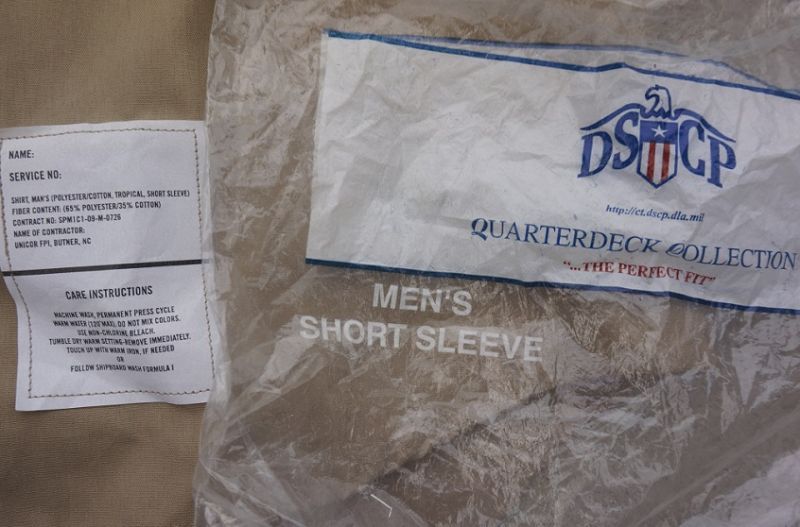 NAME:
SERVICE NO:
SHIRT, MAN'S (POLYESTER/COTTON, TROPICAL, SHORT SLEEVE)
FIBER CONTENT: (65% POLYESTER/35% COTTON)
CONTRACT NO: SPM1C1-09-M-0726
NAME OF CONTRACTOR:
UNICOR FPI, BUTNER, NC
CARE INSTRUCTIONS
MACHINE WASH, PERMANENT PRESS CYCLE
WARM WATER (120°MAX), DO NOT MIX COLORS.
USE NON-CHLORINE BLEACH.
TUMBLE DRY WARM SETTING-REMOVE IMMEDIATELY.
TOUCH UP WITH WARM IRON, IF NEEDED
OR
FOLLOW SHIPBOARD WASH FORMULA I
DSCP
http://ct.dscp.dla.mil
QUARTERDECK COLLECTION
"...THE PERFECT FIT"
MEN'S
SHORT SLEEVE